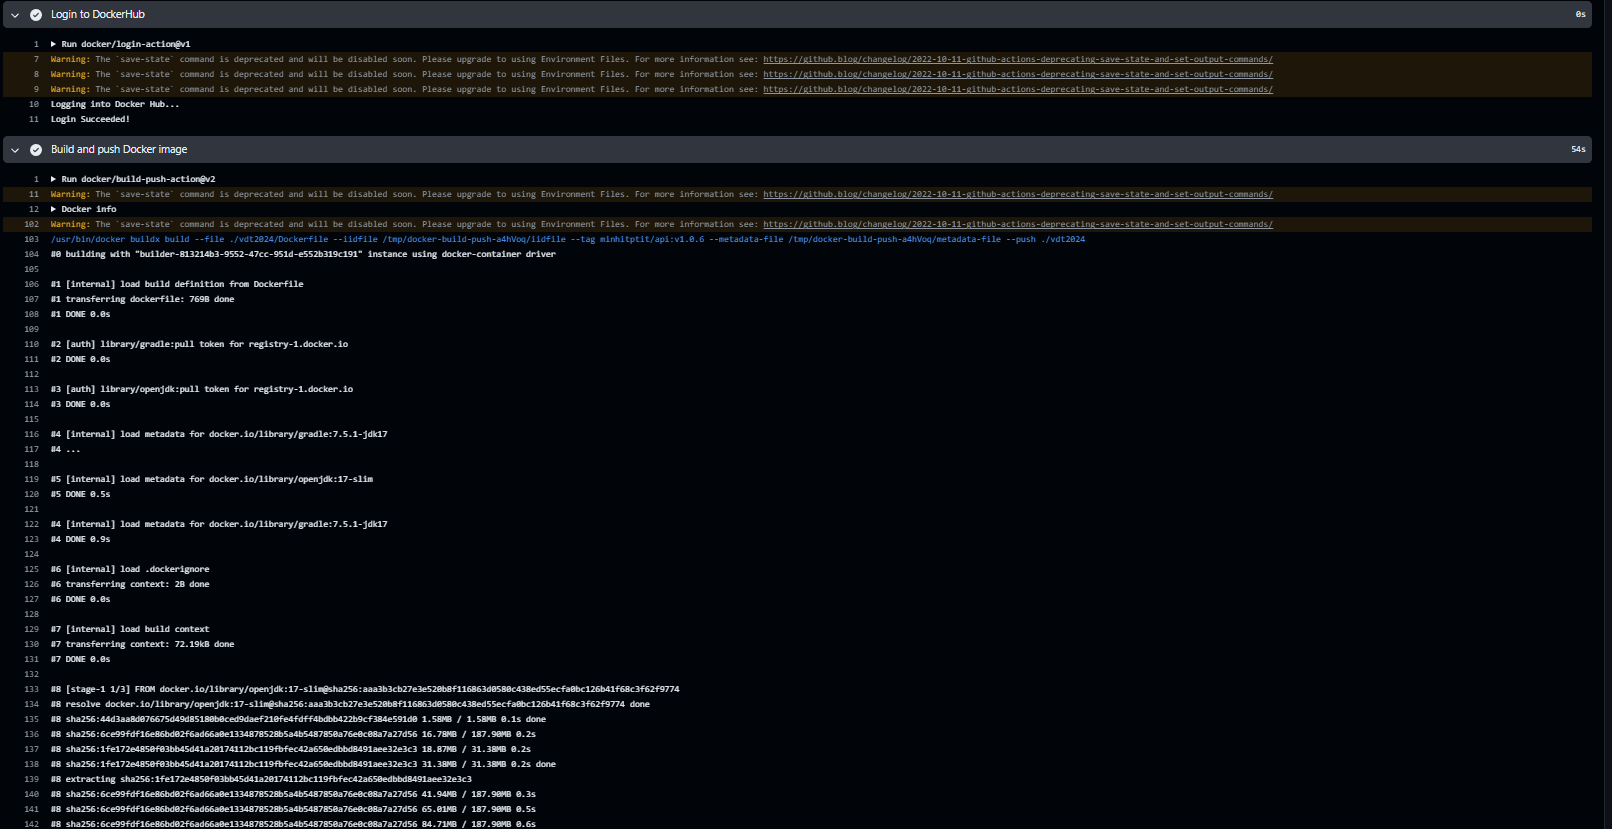 Login to DockerHub 0s
1 Run docker/login-action@v1
7 Warning: The `save-state` command is deprecated and will be disabled soon. Please upgrade to using Environment Files. For more information see: https://github.blog/changelog/2022-10-11-github-actions-deprecating-save-state-and-set-output-commands/
8 Warning: The `save-state` command is deprecated and will be disabled soon. Please upgrade to using Environment Files. For more information see: https://github.blog/changelog/2022-10-11-github-actions-deprecating-save-state-and-set-output-commands/
9 Warning: The `save-state` command is deprecated and will be disabled soon. Please upgrade to using Environment Files. For more information see: https://github.blog/changelog/2022-10-11-github-actions-deprecating-save-state-and-set-output-commands/
10 Logging into Docker Hub...
11 Login Succeeded!
Build and push Docker image 54s
1 Run docker/build-push-action@v2
11 Warning: The `save-state` command is deprecated and will be disabled soon. Please upgrade to using Environment Files. For more information see: https://github.blog/changelog/2022-10-11-github-actions-deprecating-save-state-and-set-output-commands/
12 Docker info
102 Warning: The `save-state` command is deprecated and will be disabled soon. Please upgrade to using Environment Files. For more information see: https://github.blog/changelog/2022-10-11-github-actions-deprecating-save-state-and-set-output-commands/
103 /usr/bin/docker buildx build --file ./vdt2024/Dockerfile --iidfile /tmp/docker-build-push-a4hVoq/iidfile --tag minhitptit/api:v1.0.6 --metadata-file /tmp/docker-build-push-a4hVoq/metadata-file --push ./vdt2024
104 #0 building with "builder-813214b3-9552-47cc-951d-e552b319c191" instance using docker-container driver
105
106 #1 [internal] load build definition from Dockerfile
107 #1 transferring dockerfile: 769B done
108 #1 DONE 0.0s
109
110 #2 [auth] library/gradle:pull token for registry-1.docker.io
111 #2 DONE 0.0s
112
113 #3 [auth] library/openjdk:pull token for registry-1.docker.io
114 #3 DONE 0.0s
115
116 #4 [internal] load metadata for docker.io/library/gradle:7.5.1-jdk17
117 #4 ...
118
119 #5 [internal] load metadata for docker.io/library/openjdk:17-slim
120 #5 DONE 0.5s
121
122 #4 [internal] load metadata for docker.io/library/gradle:7.5.1-jdk17
123 #4 DONE 0.9s
124
125 #6 [internal] load .dockerignore
126 #6 transferring context: 2B done
127 #6 DONE 0.0s
128
129 #7 [internal] load build context
130 #7 transferring context: 72.19kB done
131 #7 DONE 0.0s
132
133 #8 [stage-1 1/3] FROM docker.io/library/openjdk:17-slim@sha256:aaa3b3cb27e3e520b8f116863d0580c438ed55ecfa0bc126b41f68c3f62f9774
134 #8 resolve docker.io/library/openjdk:17-slim@sha256:aaa3b3cb27e3e520b8f116863d0580c438ed55ecfa0bc126b41f68c3f62f9774 done
135 #8 sha256:44d3aa8d076675d49d85180b0ced9daef210fe4fdff4bdbb422b9cf384e591d0 1.58MB / 1.58MB 0.1s done
136 #8 sha256:6ce99fdf16e86bd02f6ad66a0e1334878528b5a4b5487850a76e0c08a7a27d56 16.78MB / 187.90MB 0.2s
137 #8 sha256:1fe172e4850f03bb45d41a20174112bc119fbfec42a650edbbd8491aee32e3c3 18.87MB / 31.38MB 0.2s
138 #8 sha256:1fe172e4850f03bb45d41a20174112bc119fbfec42a650edbbd8491aee32e3c3 31.38MB / 31.38MB 0.2s done
139 #8 extracting sha256:1fe172e4850f03bb45d41a20174112bc119fbfec42a650edbbd8491aee32e3c3
140 #8 sha256:6ce99fdf16e86bd02f6ad66a0e1334878528b5a4b5487850a76e0c08a7a27d56 41.94MB / 187.90MB 0.3s
141 #8 sha256:6ce99fdf16e86bd02f6ad66a0e1334878528b5a4b5487850a76e0c08a7a27d56 65.01MB / 187.90MB 0.5s
142 #8 sha256:6ce99fdf16e86bd02f6ad66a0e1334878528b5a4b5487850a76e0c08a7a27d56 84.71MB / 187.90MB 0.6s